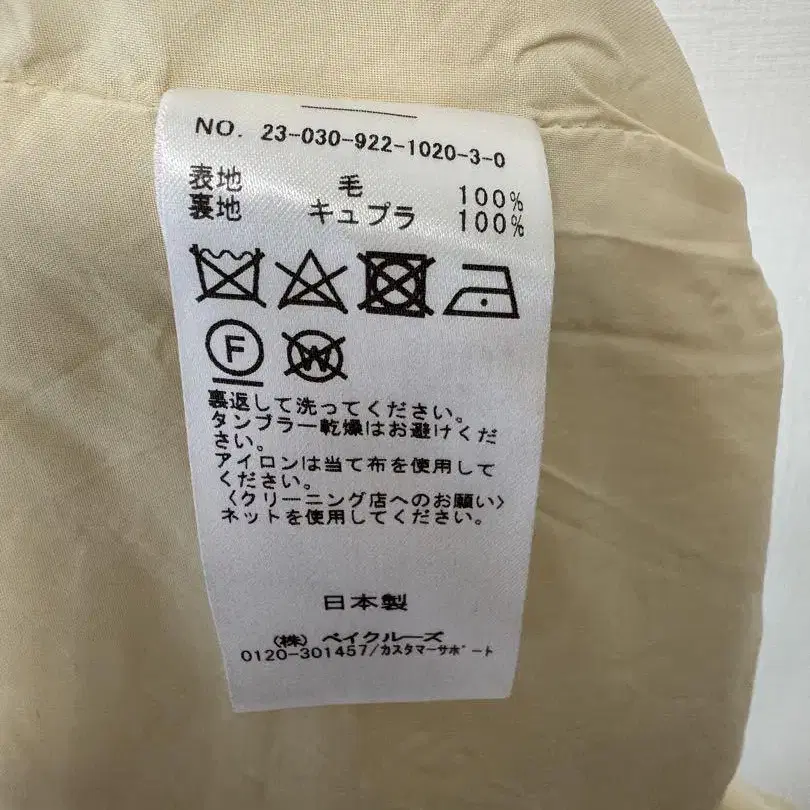 NO. 23-030-922-1020-3-0
表地 毛 100%
裏地 キュプラ 100%
F
W
裏返して洗ってください。
タンブラー乾燥はお避けくだ
さい。
アイロンは当て布を使用して
ください。
〈クリーニング店へのお願い〉
ネットを使用してください。
日本製
(株) ベイクルーズ
0120-301457/カスタマーサポート